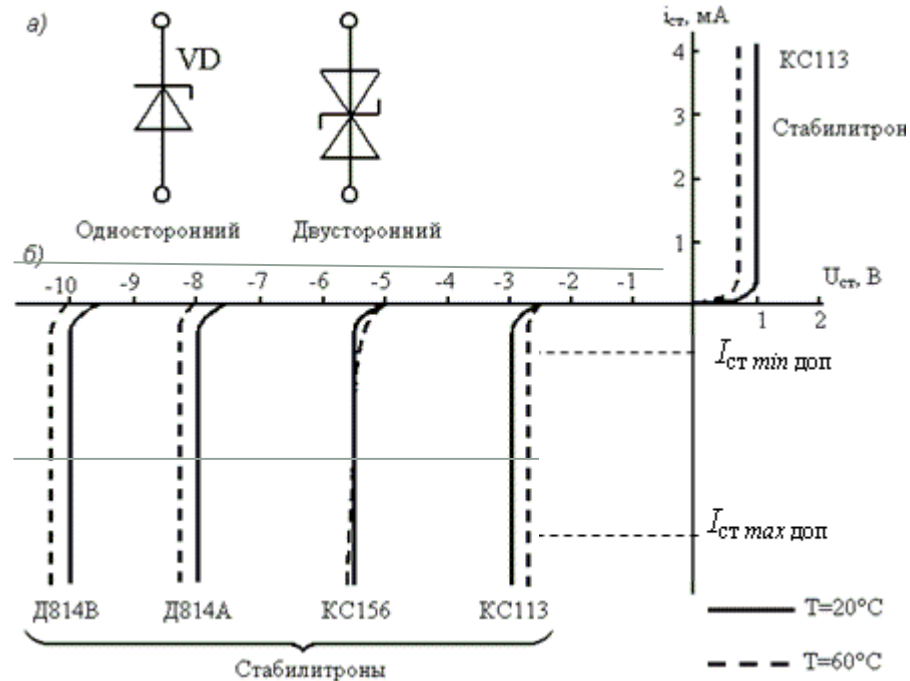 а)
VD
Односторонний
Двусторонний
б)
-10 -9 -8 -7 -6 -5 -4 -3 -2 -1
iст, мА
4
3
2
1
КС113
Стабилитрон
Uст, В
1 2
Iст min доп
Iст max доп
Д814В Д814А КС156 КС113
Стабилитроны
T=20°C
T=60°C